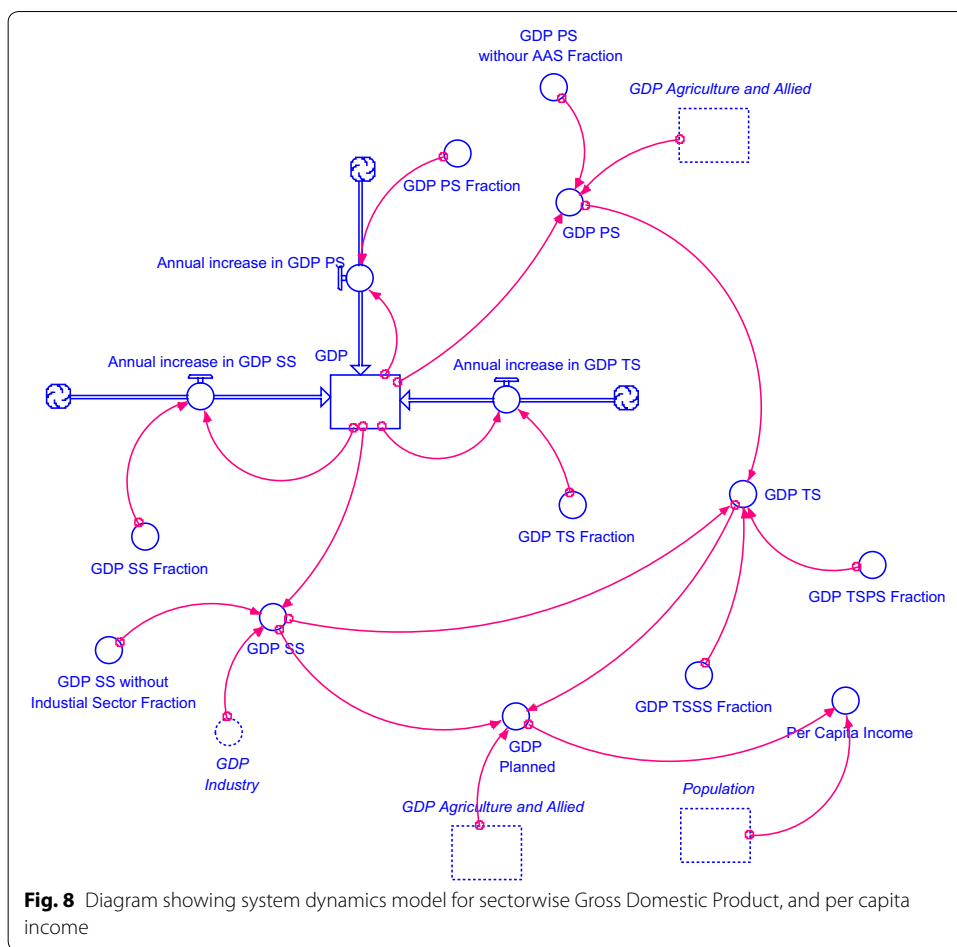 GDP PS
withour AAS Fraction
GDP Agriculture and Allied
GDP PS Fraction
GDP PS
Annual increase in GDP PS
GDP
Annual increase in GDP SS
Annual increase in GDP TS
GDP TS
GDP SS Fraction
GDP TS Fraction
GDP TSPS Fraction
GDP SS
GDP SS without
Industial Sector Fraction
GDP TSSS Fraction
GDP
Industry
GDP
Planned
Per Capita Income
GDP Agriculture and Allied
Population
Fig. 8 Diagram showing system dynamics model for sectorwise Gross Domestic Product, and per capita
income